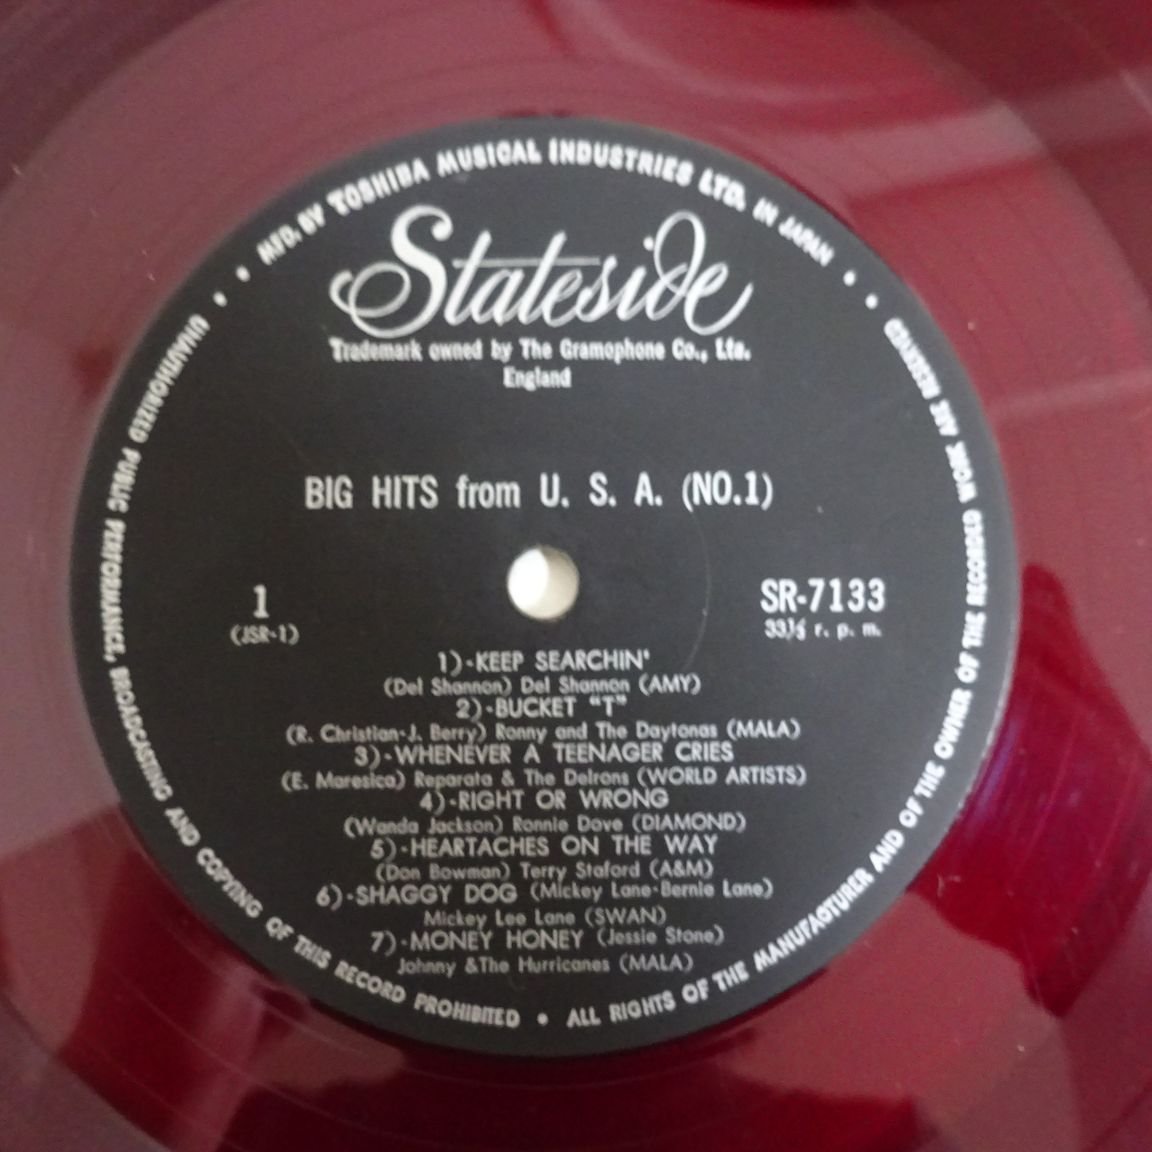 MFD. BY TOSHIBA MUSICAL INDUSTRIES LTD. IN JAPAN
Stateside
Trademark owned by The Gramophone Co., Ltd.
England
BIG HITS from U. S. A. (NO.1)
1
(JSR-1)
SR-7133
33⅓ r. p. m.
1)-KEEP SEARCHIN'
(Del Shannon) Del Shannon (AMY)
2)-BUCKET "T"
(R. Christian-J. Berry) Ronny and The Daytonas (MALA)
3)-WHENEVER A TEENAGER CRIES
(E. Maresica) Reparata & The Delrons (WORLD ARTISTS)
4)-RIGHT OR WRONG
(Wanda Jackson) Ronnie Dove (DIAMOND)
5)-HEARTACHES ON THE WAY
(Don Bowman) Terry Staford (A&M)
6)-SHAGGY DOG (Mickey Lane-Bernie Lane)
Mickey Lee Lane (SWAN)
7)-MONEY HONEY (Jessie Stone)
Johnny &The Hurricanes (MALA)
UNAUTHORIZED PUBLIC PERFORMANCE, BROADCASTING AND COPYING OF THIS RECORD PROHIBITED • ALL RIGHTS OF THE MANUFACTURER AND OF THE OWNER OF THE RECORDED WORK ARE RESERVED